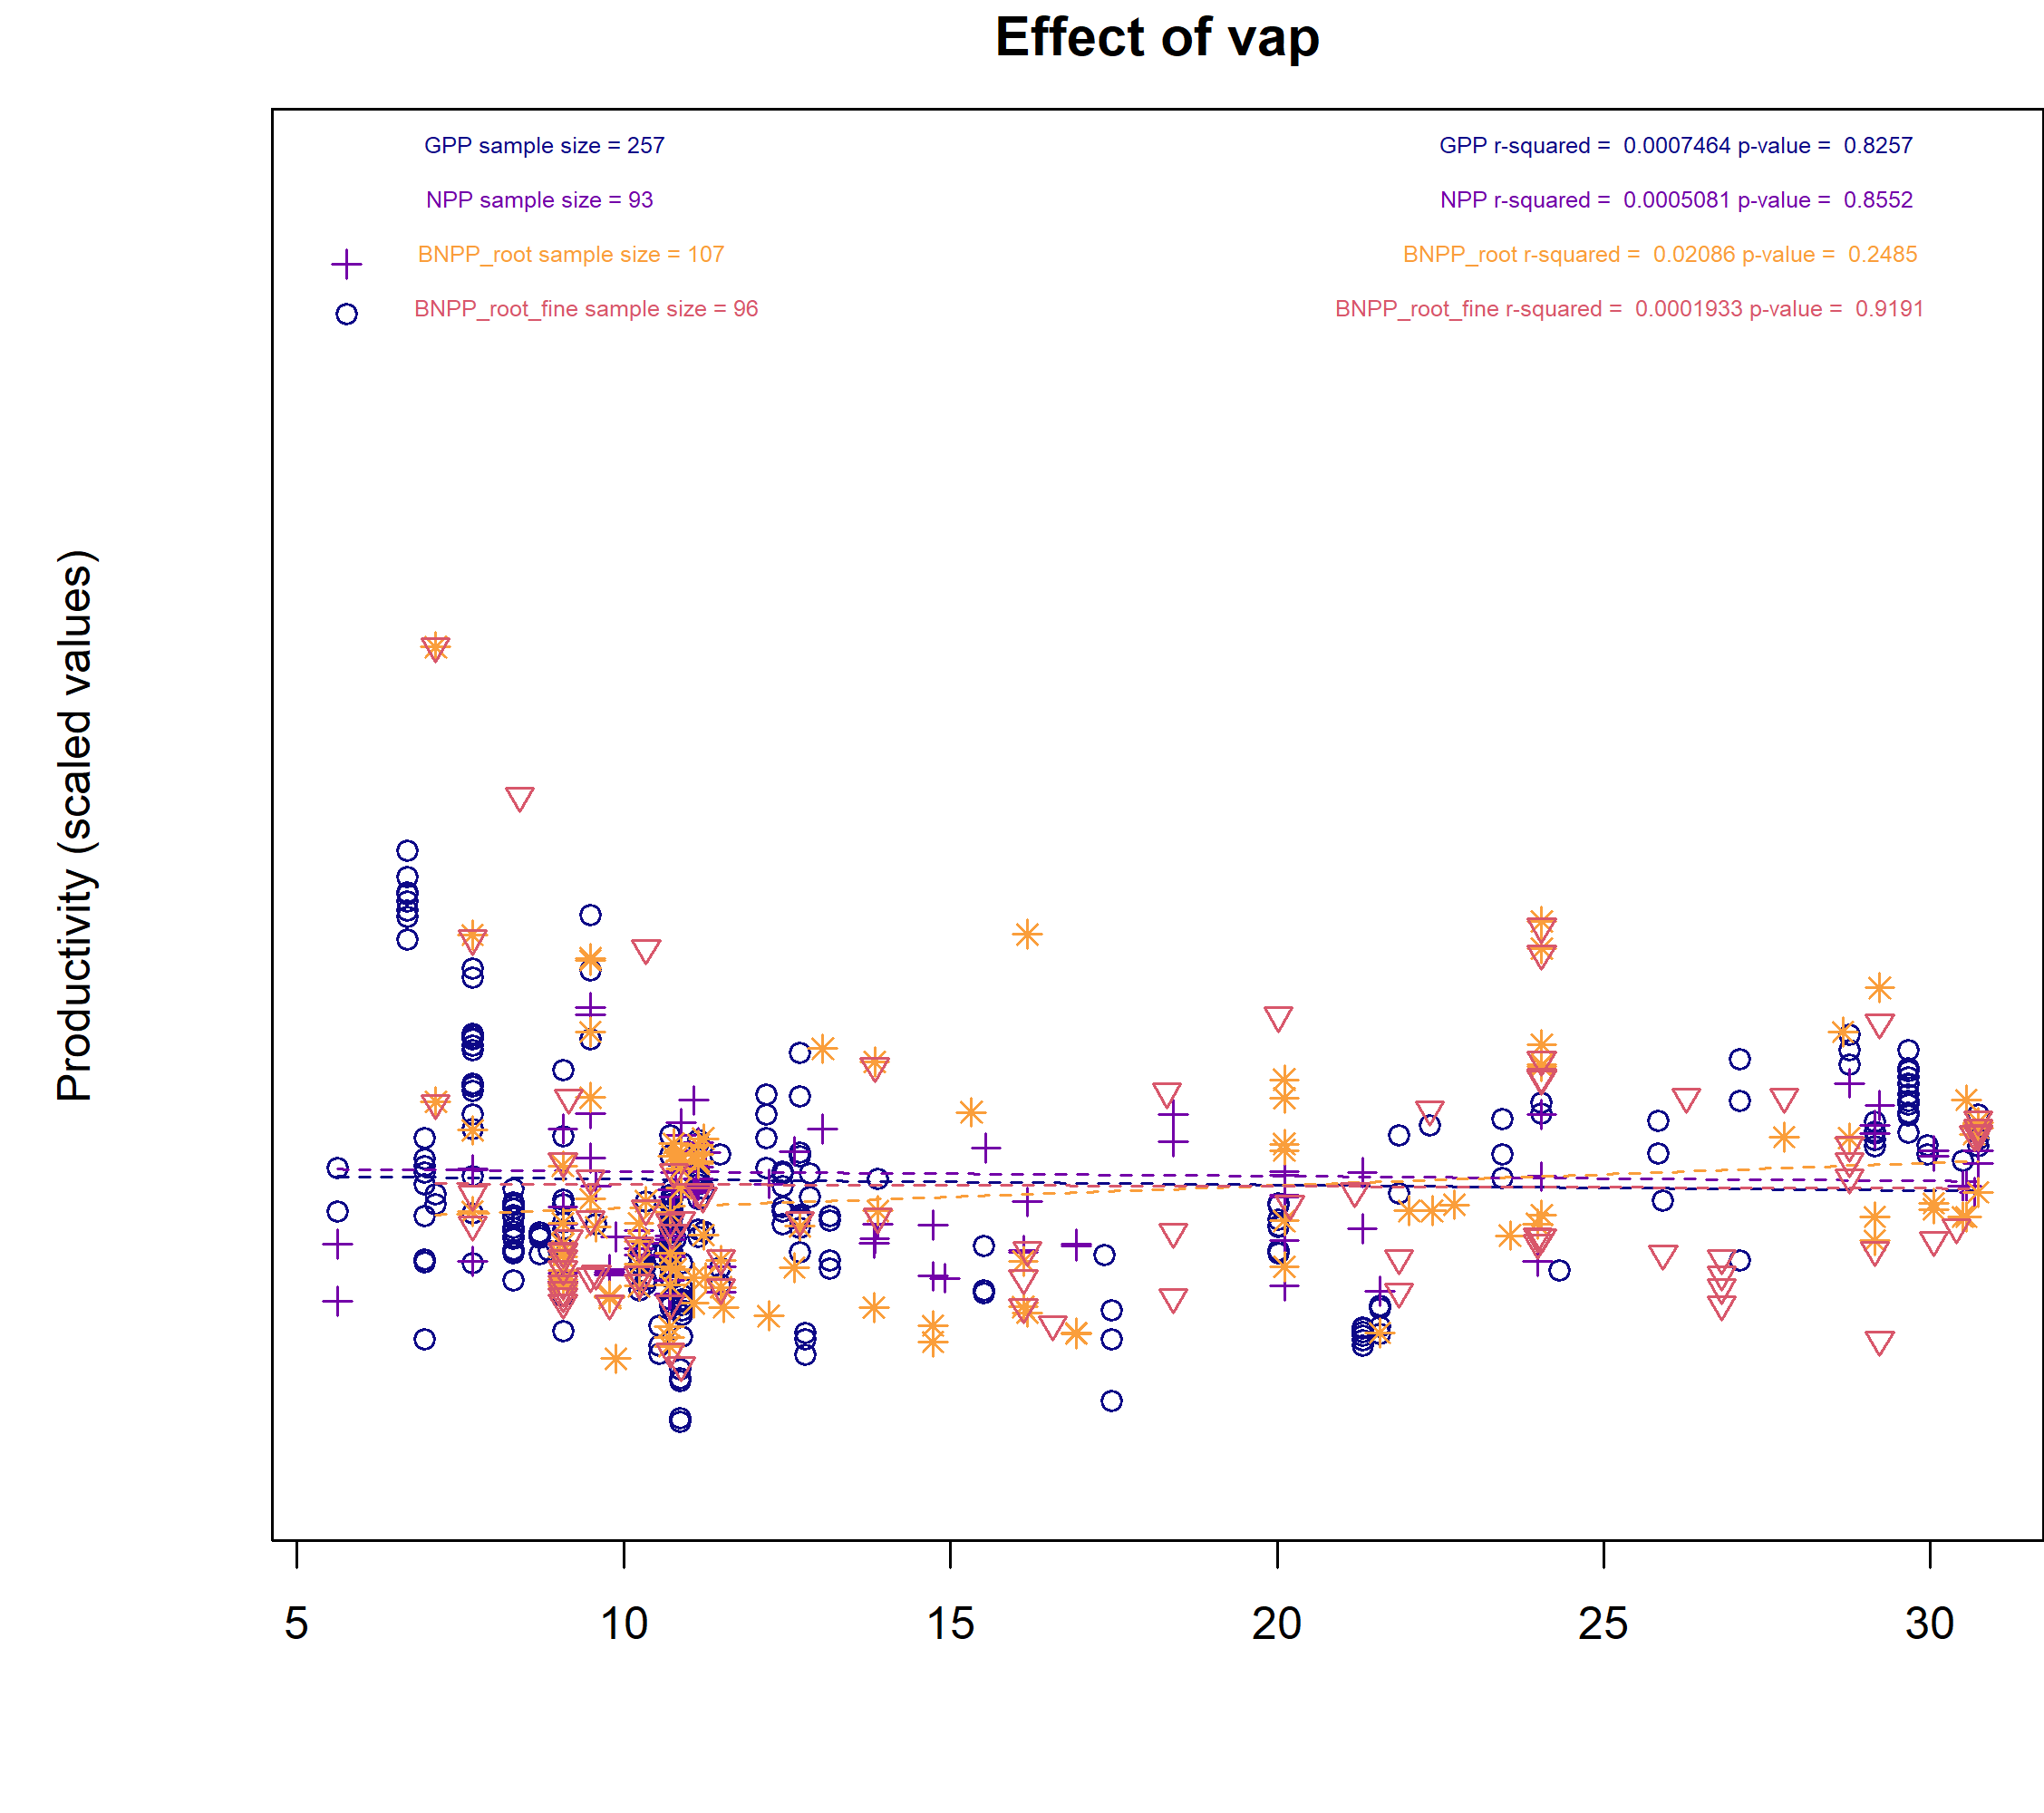 Effect of vap
GPP sample size = 257
GPP r-squared = 0.0007464 p-value = 0.8257
NPP sample size = 93
NPP r-squared = 0.0005081 p-value = 0.8552
BNPP_root sample size = 107
BNPP_root r-squared = 0.02086 p-value = 0.2485
BNPP_root_fine sample size = 96
BNPP_root_fine r-squared = 0.0001933 p-value = 0.9191
Productivity (scaled values)
5 10 15 20 25 30